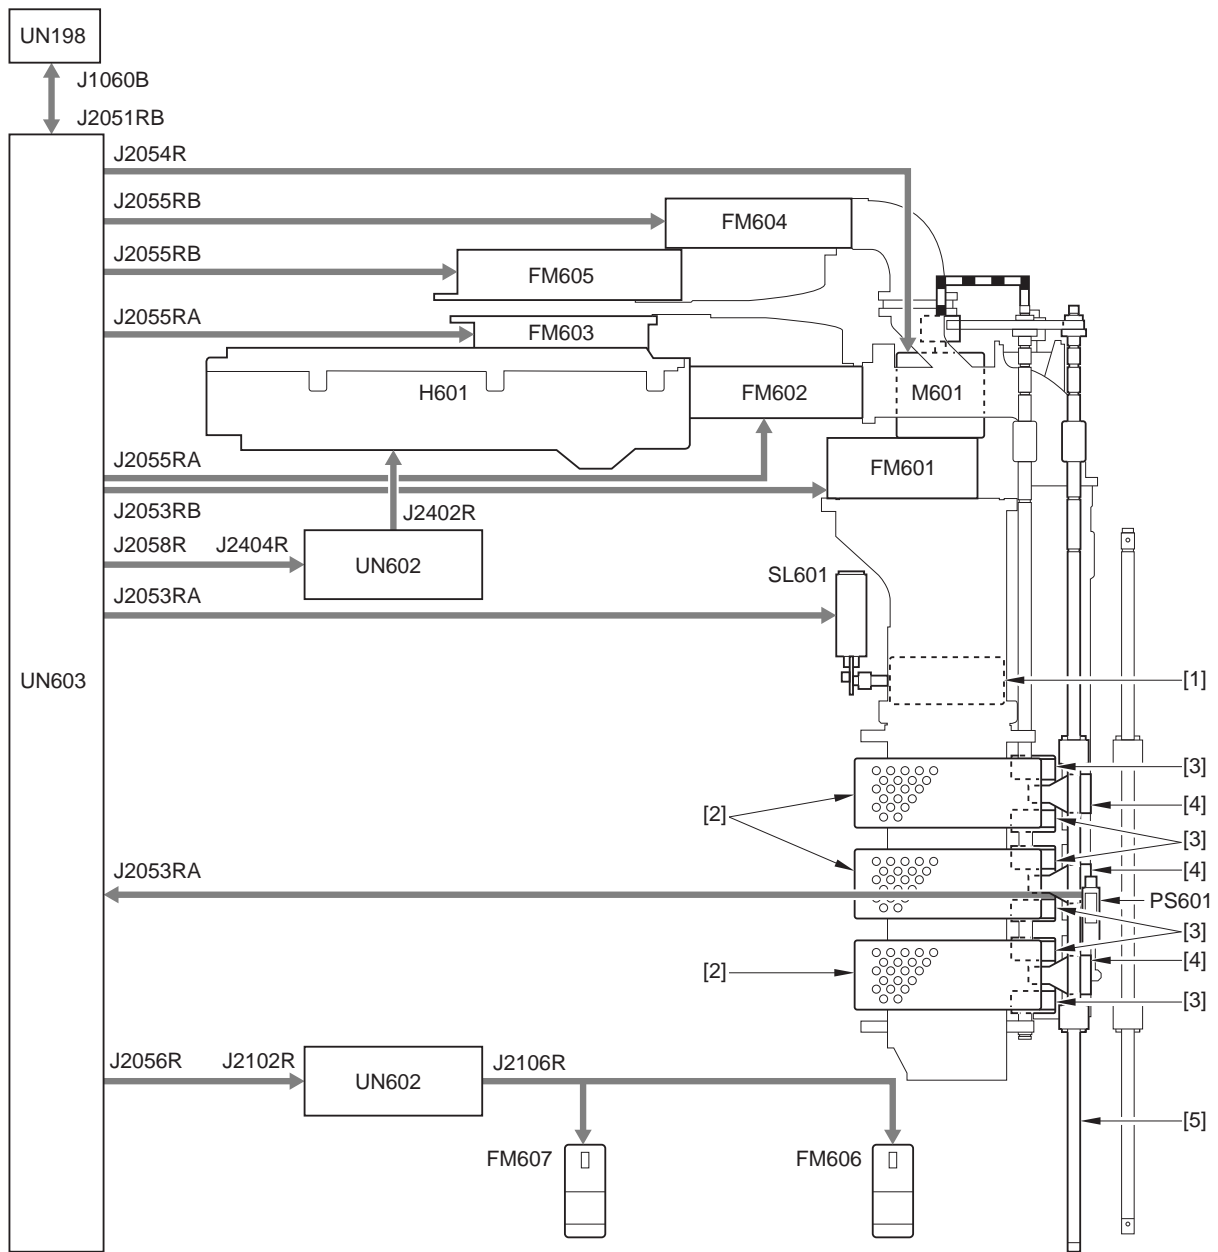 UN198
J1060B
J2051RB
J2054R
J2055RB
FM604
J2055RB
FM605
J2055RA
FM603
H601
FM602
M601
J2055RA
FM601
J2053RB
J2402R
J2058R
J2404R
UN602
SL601
J2053RA
UN603
[1]
[3]
[4]
[2]
[3]
J2053RA
[4]
PS601
[3]
[2]
[4]
[3]
J2056R
J2102R
UN602
J2106R
[5]
FM607
FM606